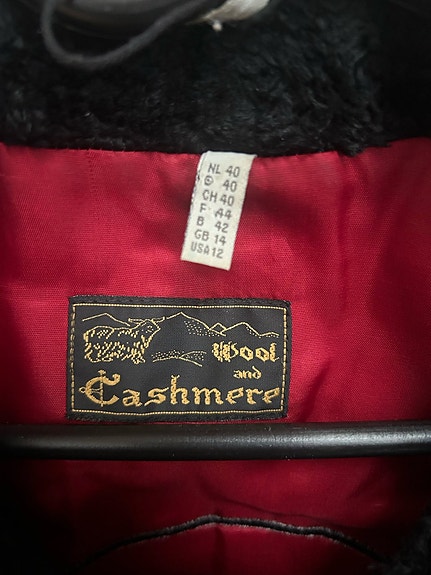 NL 40
Ⓢ 40
CH 40
F 44
B 42
GB 14
USA 12
Wool
and
Cashmere